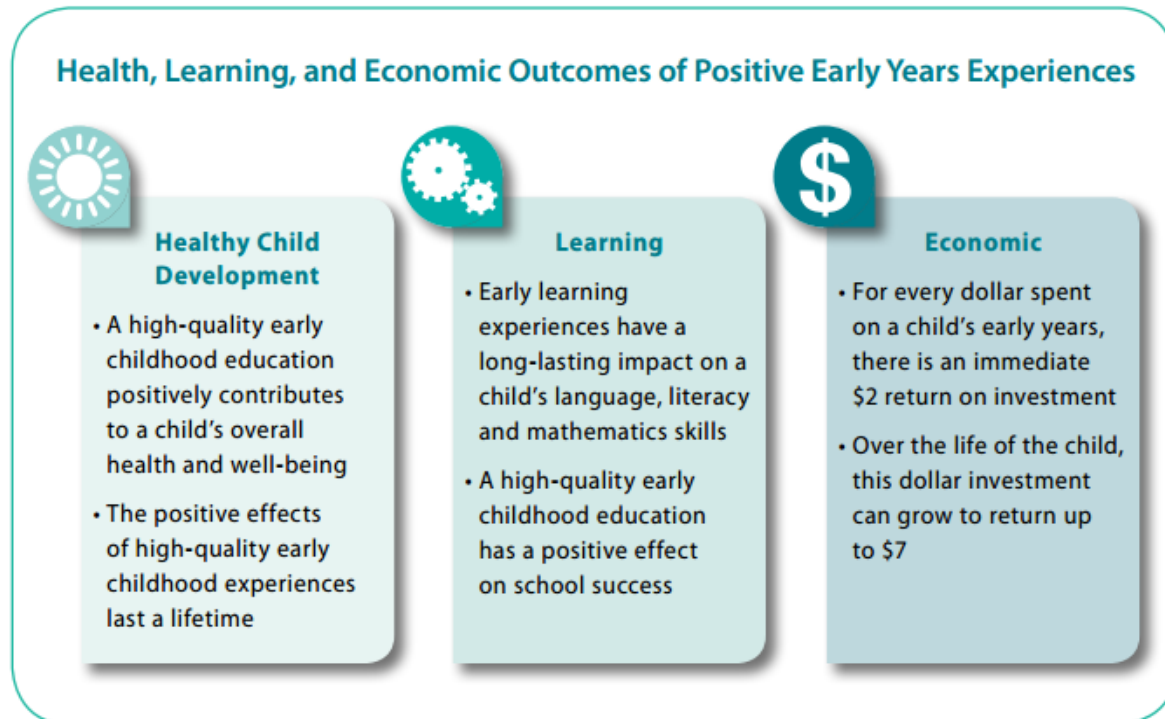 Health, Learning, and Economic Outcomes of Positive Early Years Experiences
Healthy Child
Development
• A high-quality early
childhood education
positively contributes
to a child's overall
health and well-being
• The positive effects
of high-quality early
childhood experiences
last a lifetime
Learning
• Early learning
experiences have a
long-lasting impact on a
child's language, literacy
and mathematics skills
• A high-quality early
childhood education
has a positive effect
on school success
$
Economic
• For every dollar spent
on a child's early years,
there is an immediate
$2 return on investment
• Over the life of the child,
this dollar investment
can grow to return up
to $7